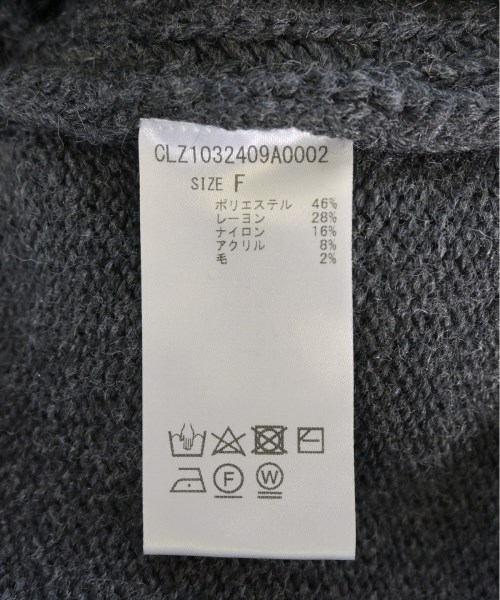 CLZ1032409A0002
SIZE F
ポリエステル 46%
レーヨン 28%
ナイロン 16%
アクリル 8%
毛 2%
F W